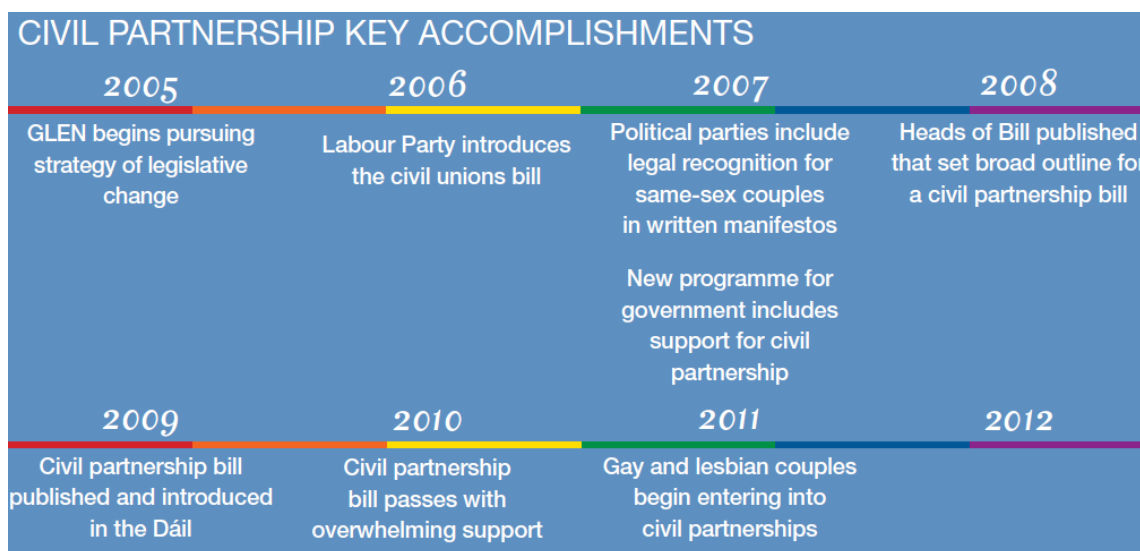 CIVIL PARTNERSHIP KEY ACCOMPLISHMENTS
2005
GLEN begins pursuing
strategy of legislative
change
2006
Labour Party introduces
the civil unions bill
2007
Political parties include
legal recognition for
same-sex couples
in written manifestos
New programme for
government includes
support for civil
partnership
2008
Heads of Bill published
that set broad outline for
a civil partnership bill
2009
Civil partnership bill
published and introduced
in the Dáil
2010
Civil partnership
bill passes with
overwhelming support
2011
Gay and lesbian couples
begin entering into
civil partnerships
2012